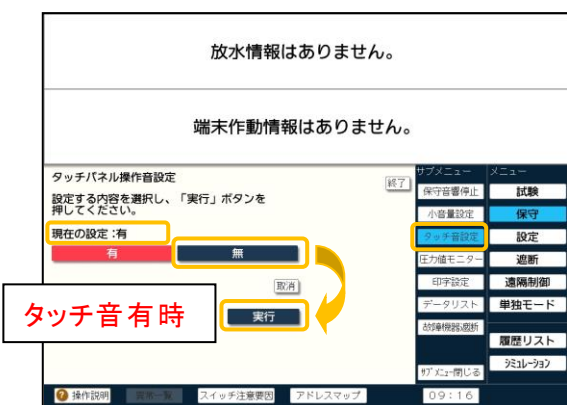 放水情報はありません。
端末作動情報はありません。
タッチパネル操作音設定
終了
設定する内容を選択し、「実行」ボタンを
押してください。
現在の設定:有
有
無
取消
実行
タッチ音有時
サブメニュー
保守音響停止
小音量設定
タッチ音設定
圧力値モニター
印字設定
データリスト
故障機器遮断
サブメニュー閉じる
メニュー
試験
保守
設定
遮断
遠隔制御
単独モード
履歴リスト
シミュレーション
操作説明
スイッチ注意要因
アドレスマップ
09:16